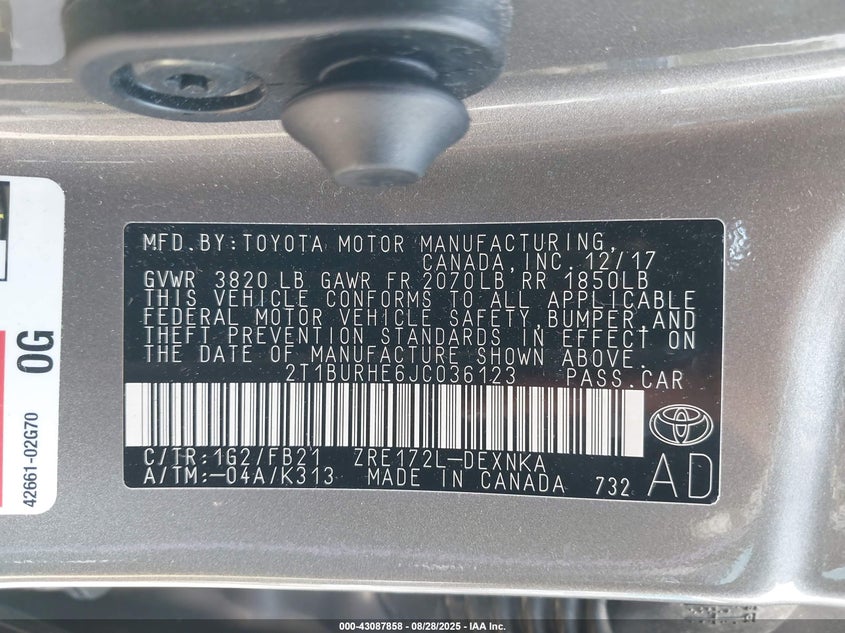 MFD.BY:TOYOTA MOTOR MANUFACTURING,
CANADA,INC. 12/17
GVWR 3820 LB GAWR FR 2070LB RR 1850LB
THIS VEHICLE CONFORMS TO ALL APPLICABLE
FEDERAL MOTOR VEHICLE SAFETY,BUMPER,AND
THEFT PREVENTION STANDARDS IN EFFECT ON
THE DATE OF MANUFACTURE SHOWN ABOVE.
2T1BURHE6JC036123 PASS.CAR
C/TR:1G2/FB21 ZRE172L-DEXNKA
A/TM:-04A/K313 MADE IN CANADA 732
AD
0G
42661-02G70
000-43087858 - 08/28/2025 - IAA Inc.